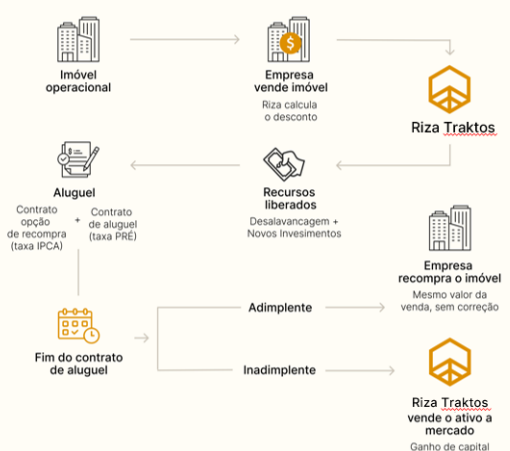 Imóvel
operacional
Empresa
vende imóvel
Riza calcula
o desconto
Riza Traktos
Aluguel
Contrato
opção
de recompra
(taxa IPCA)
+
Contrato
de aluguel
(taxa PRÉ)
Recursos
liberados
Desalavancagem +
Novos Invesimentos
Empresa
recompra o imóvel
Mesmo valor da
venda, sem correção
Fim do contrato
de aluguel
Adimplente
Inadimplente
Riza Traktos
vende o ativo a
mercado
Ganho de capital